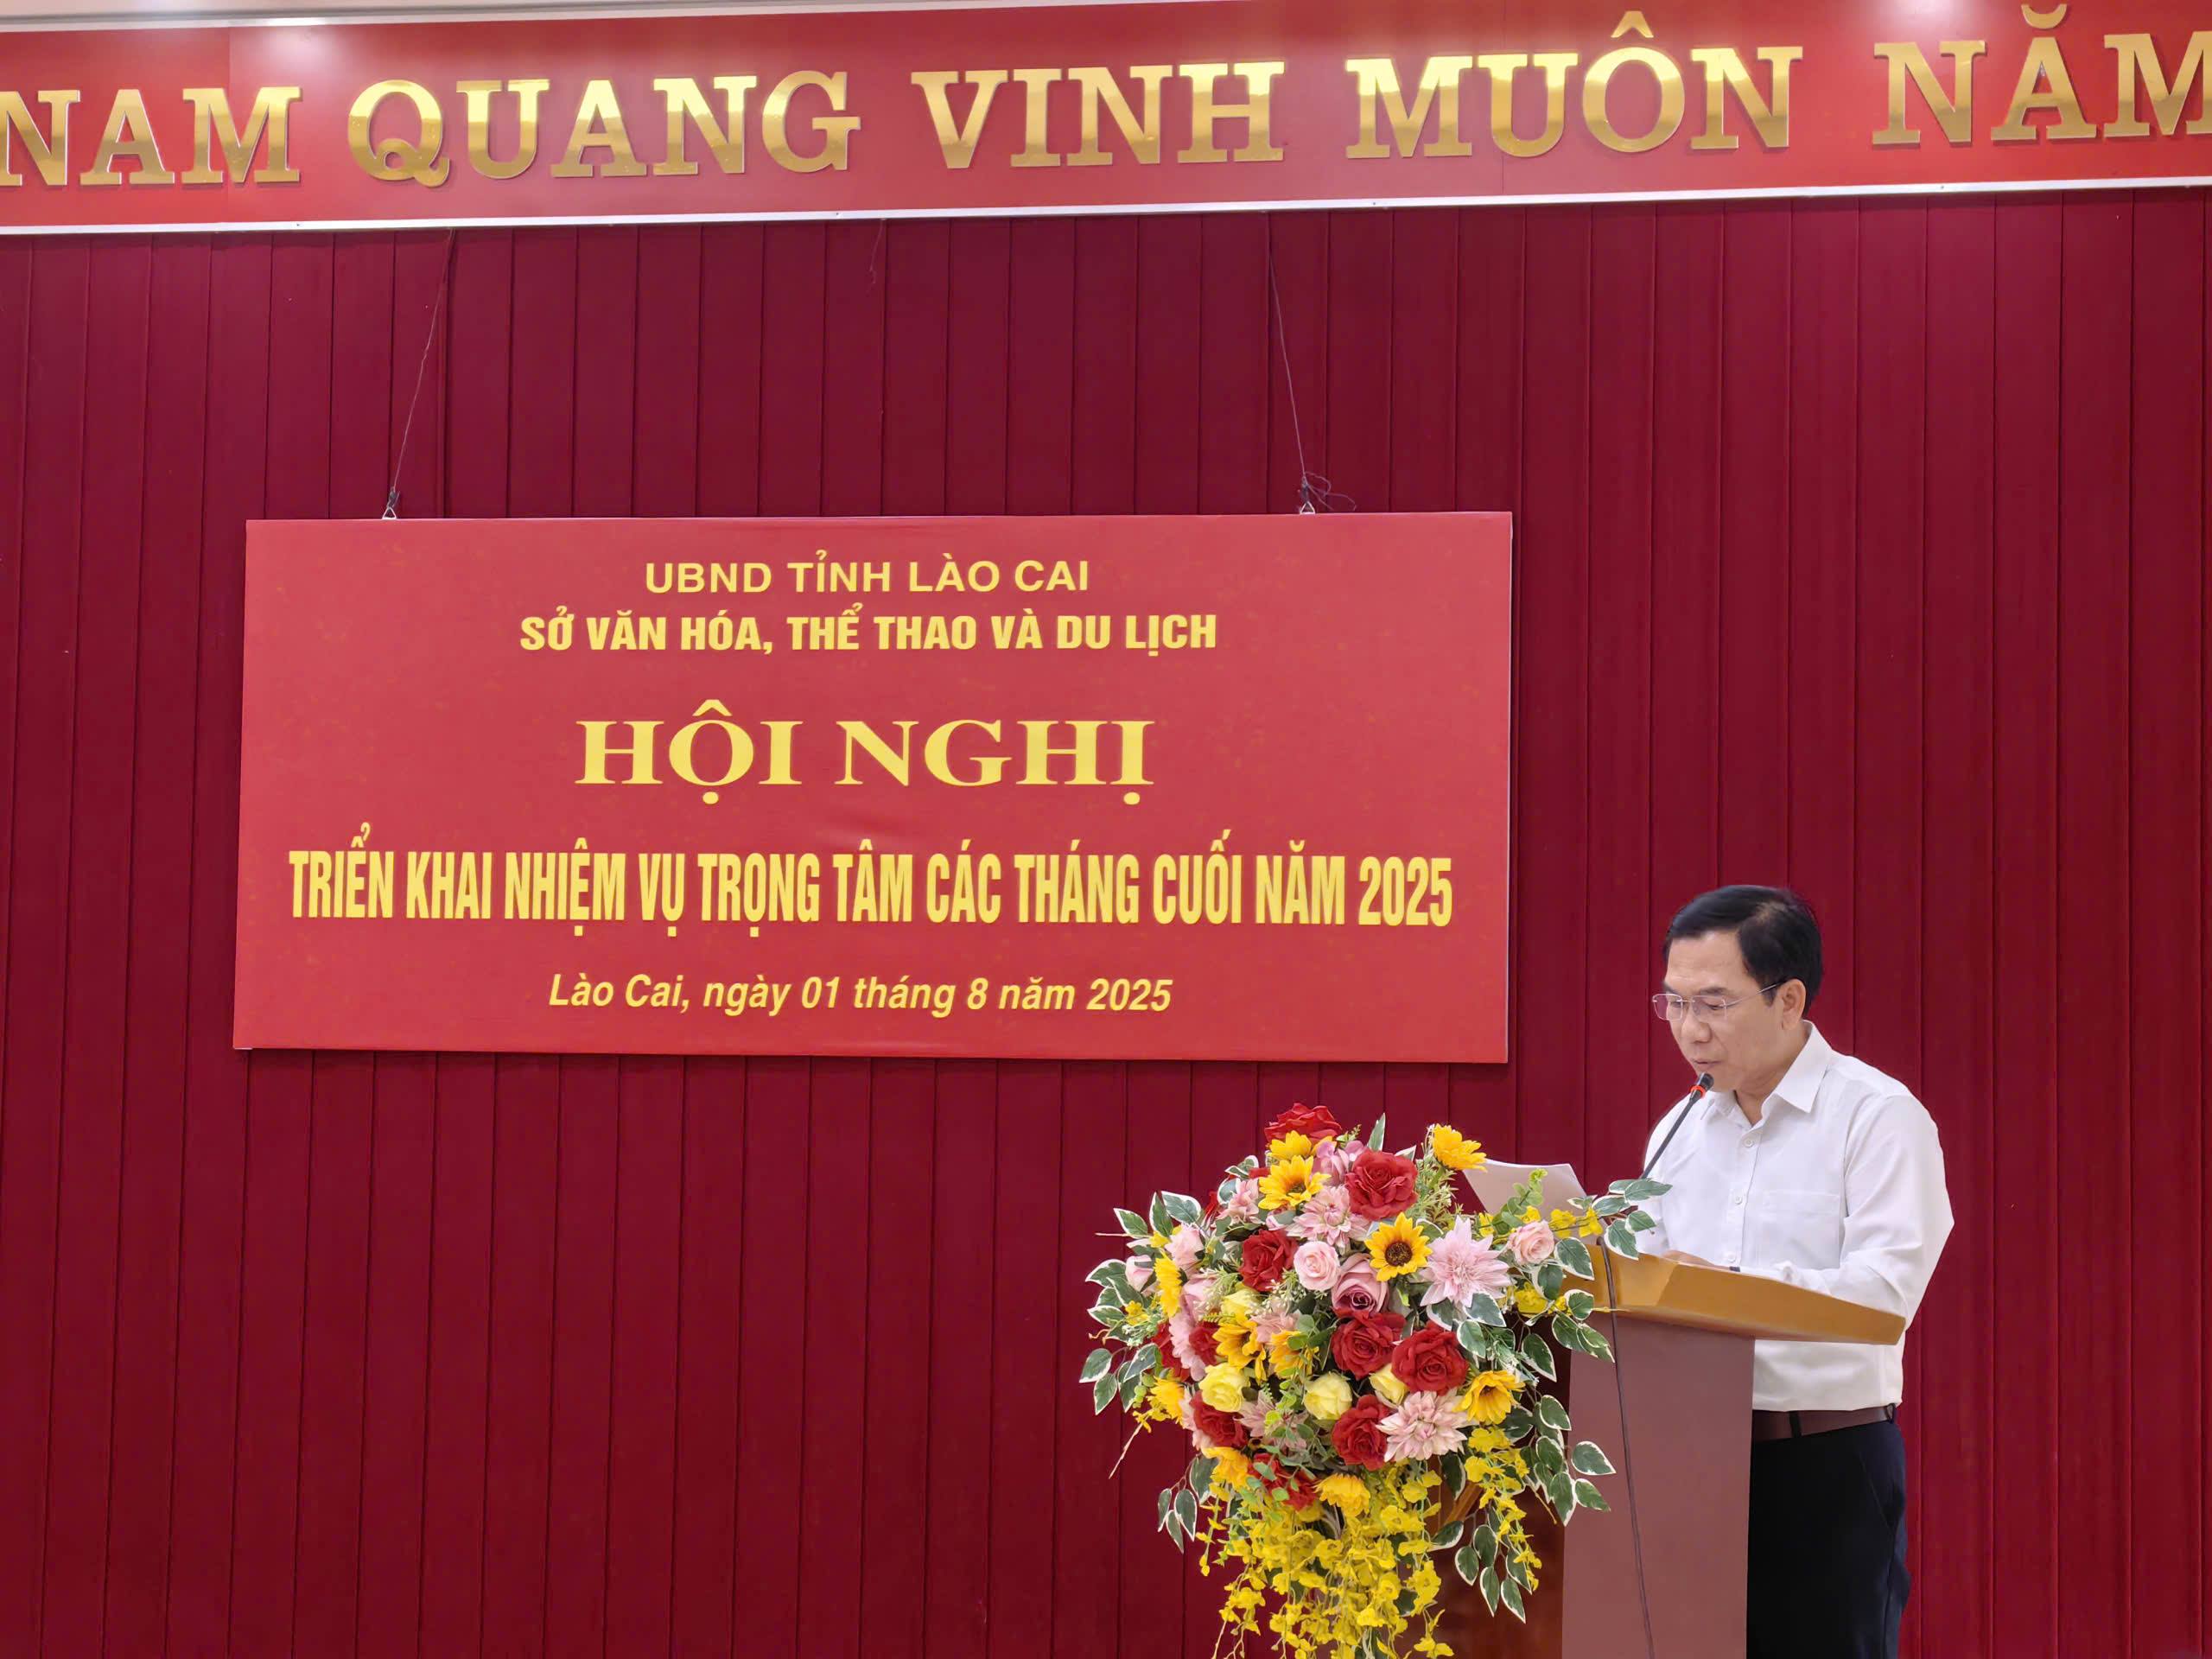 NAM QUANG VINH MUÔN NĂM
UBND TỈNH LÀO CAI
SỞ VĂN HÓA, THỂ THAO VÀ DU LỊCH
HỘI NGHỊ
TRIỂN KHAI NHIỆM VỤ TRỌNG TÂM CÁC THÁNG CUỐI NĂM 2025
Lào Cai, ngày 01 tháng 8 năm 2025